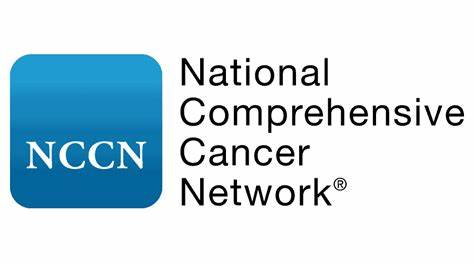 NCCN
National
Comprehensive
Cancer
Network®